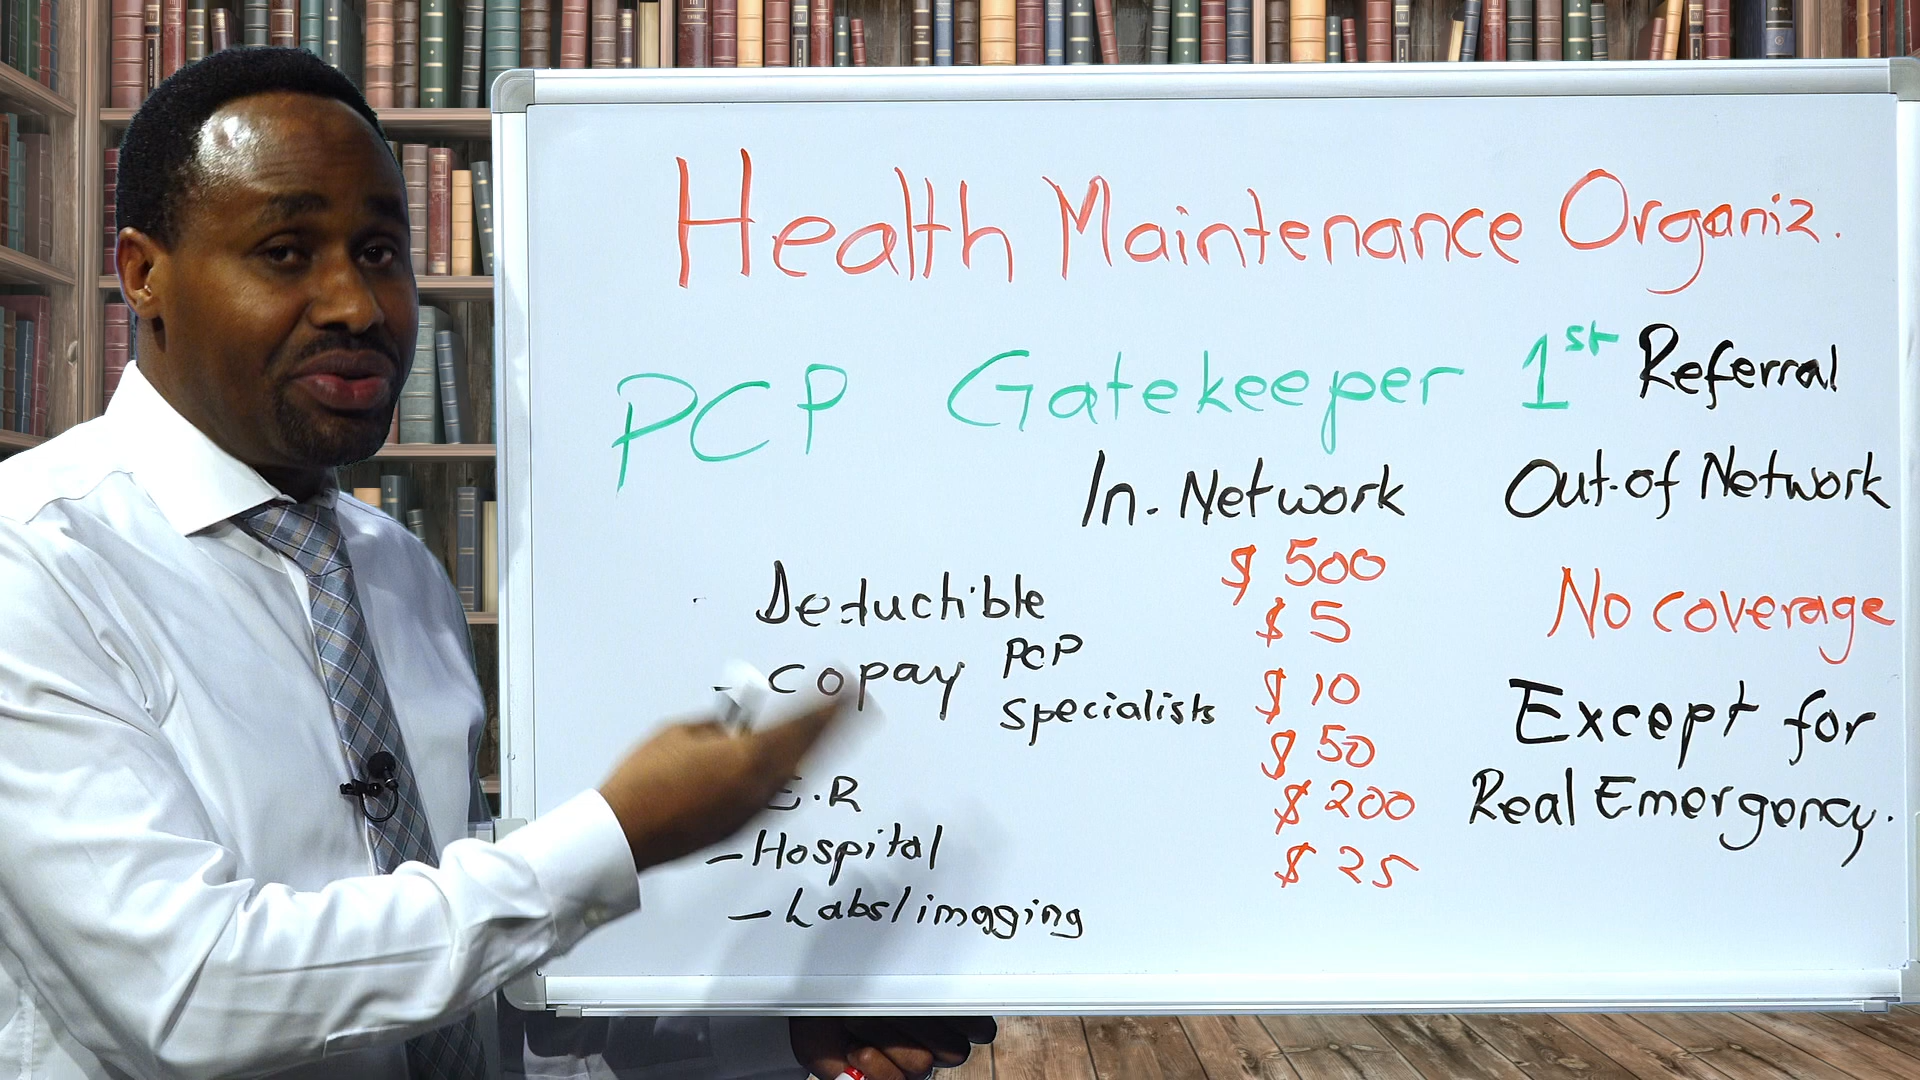 Health Maintenance Organiz.
PCP Gatekeeper 1st Referral
In-Network Out-of Network
Deductible $500
No coverage
- copay PCP $5
Specialists $10
Except for
E.R $50
Real Emergency.
- Hospital $200
- Labs/imaging $25